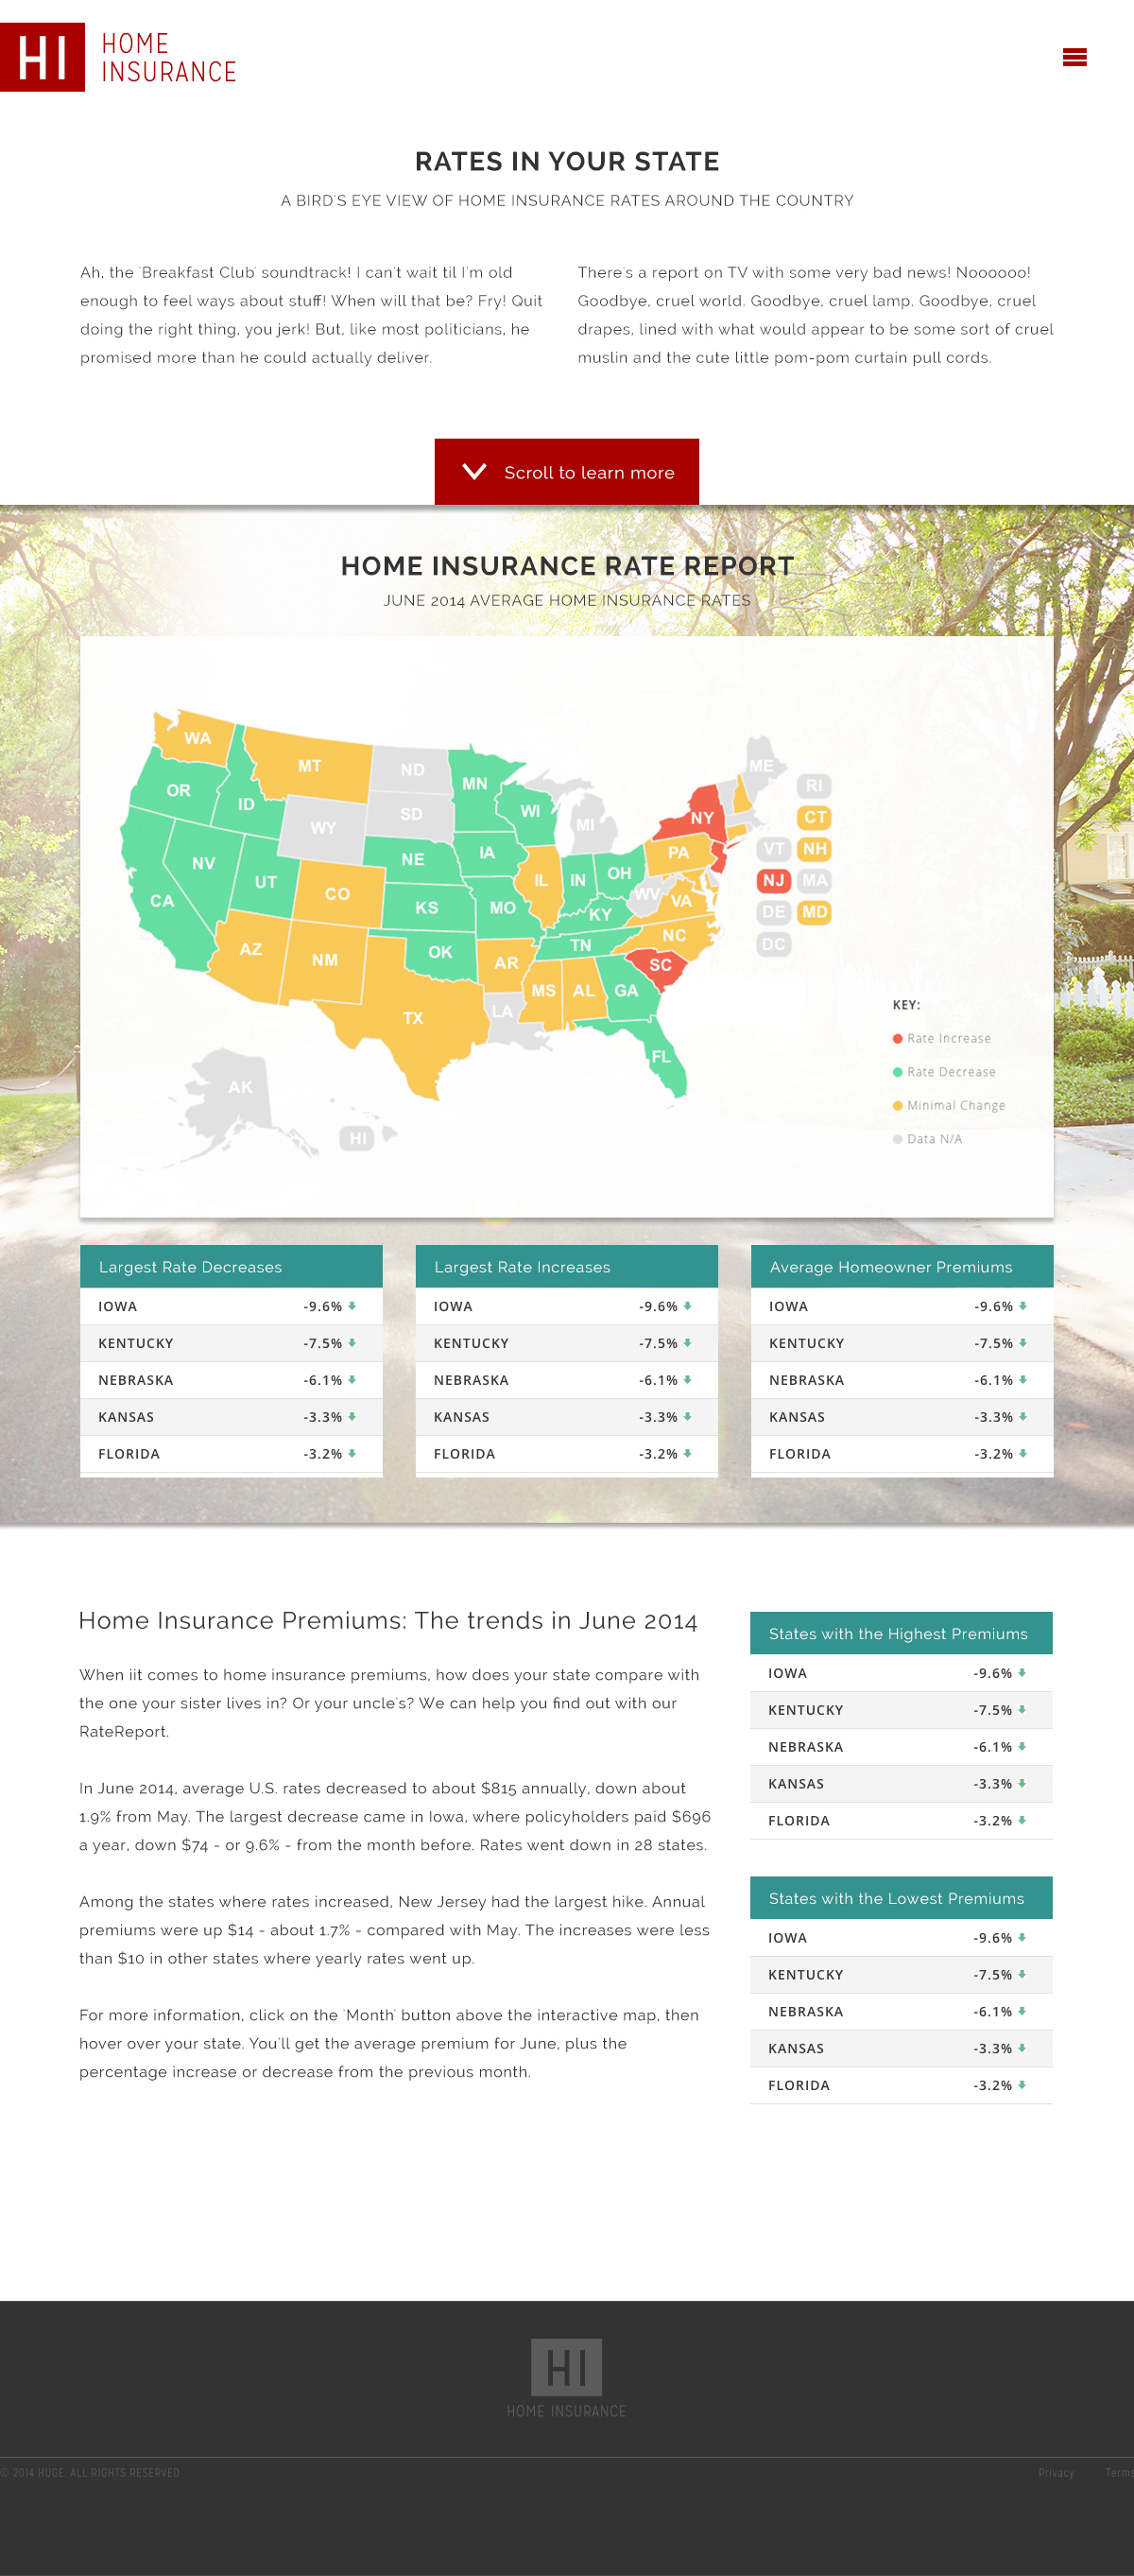 HI
HOME
INSURANCE
RATES IN YOUR STATE
A BIRD'S EYE VIEW OF HOME INSURANCE RATES AROUND THE COUNTRY
Ah, the 'Breakfast Club' soundtrack! I can't wait til I'm old
enough to feel ways about stuff! When will that be? Fry! Quit
doing the right thing, you jerk! But, like most politicians, he
promised more than he could actually deliver.
There's a report on TV with some very bad news! Noooooo!
Goodbye, cruel world. Goodbye, cruel lamp. Goodbye, cruel
drapes, lined with what would appear to be some sort of cruel
muslin and the cute little pom-pom curtain pull cords.
Scroll to learn more
HOME INSURANCE RATE REPORT
JUNE 2014 AVERAGE HOME INSURANCE RATES
WA
MT
ND
MN
ME
OR
ID
SD
WI
MI
NY
RI
WY
CT
NV
NE
IA
PA
VT
NH
UT
CO
IL
IN
OH
WV
NJ
MA
CA
KS
MO
KY
VA
DE
MD
AZ
NM
OK
TN
NC
DC
AR
SC
MS
AL
GA
TX
LA
FL
AK
HI
KEY:
Rate Increase
Rate Decrease
Minimal Change
Data N/A
Largest Rate Decreases
IOWA -9.6%
KENTUCKY -7.5%
NEBRASKA -6.1%
KANSAS -3.3%
FLORIDA -3.2%
Largest Rate Increases
IOWA -9.6%
KENTUCKY -7.5%
NEBRASKA -6.1%
KANSAS -3.3%
FLORIDA -3.2%
Average Homeowner Premiums
IOWA -9.6%
KENTUCKY -7.5%
NEBRASKA -6.1%
KANSAS -3.3%
FLORIDA -3.2%
Home Insurance Premiums: The trends in June 2014
When iit comes to home insurance premiums, how does your state compare with
the one your sister lives in? Or your uncle's? We can help you find out with our
RateReport.
In June 2014, average U.S. rates decreased to about $815 annually, down about
1.9% from May. The largest decrease came in Iowa, where policyholders paid $696
a year, down $74 - or 9.6% - from the month before. Rates went down in 28 states.
Among the states where rates increased, New Jersey had the largest hike. Annual
premiums were up $14 - about 1.7% - compared with May. The increases were less
than $10 in other states where yearly rates went up.
For more information, click on the 'Month' button above the interactive map, then
hover over your state. You'll get the average premium for June, plus the
percentage increase or decrease from the previous month.
States with the Highest Premiums
IOWA -9.6%
KENTUCKY -7.5%
NEBRASKA -6.1%
KANSAS -3.3%
FLORIDA -3.2%
States with the Lowest Premiums
IOWA -9.6%
KENTUCKY -7.5%
NEBRASKA -6.1%
KANSAS -3.3%
FLORIDA -3.2%
HI
HOME INSURANCE
© 2014 HUGE. ALL RIGHTS RESERVED
Privacy
Terms